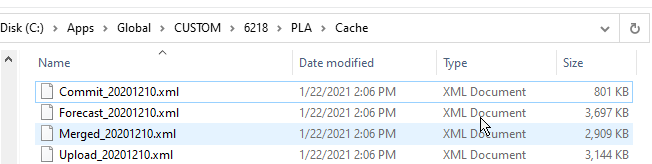 Disk (C:) > Apps > Global > CUSTOM > 6218 > PLA > Cache
Name Date modified Type Size
Commit_20201210.xml 1/22/2021 2:06 PM XML Document 801 KB
Forecast_20201210.xml 1/22/2021 2:06 PM XML Document 3,697 KB
Merged_20201210.xml 1/22/2021 2:06 PM XML Document 2,909 KB
Upload_20201210.xml 1/22/2021 2:06 PM XML Document 3,144 KB